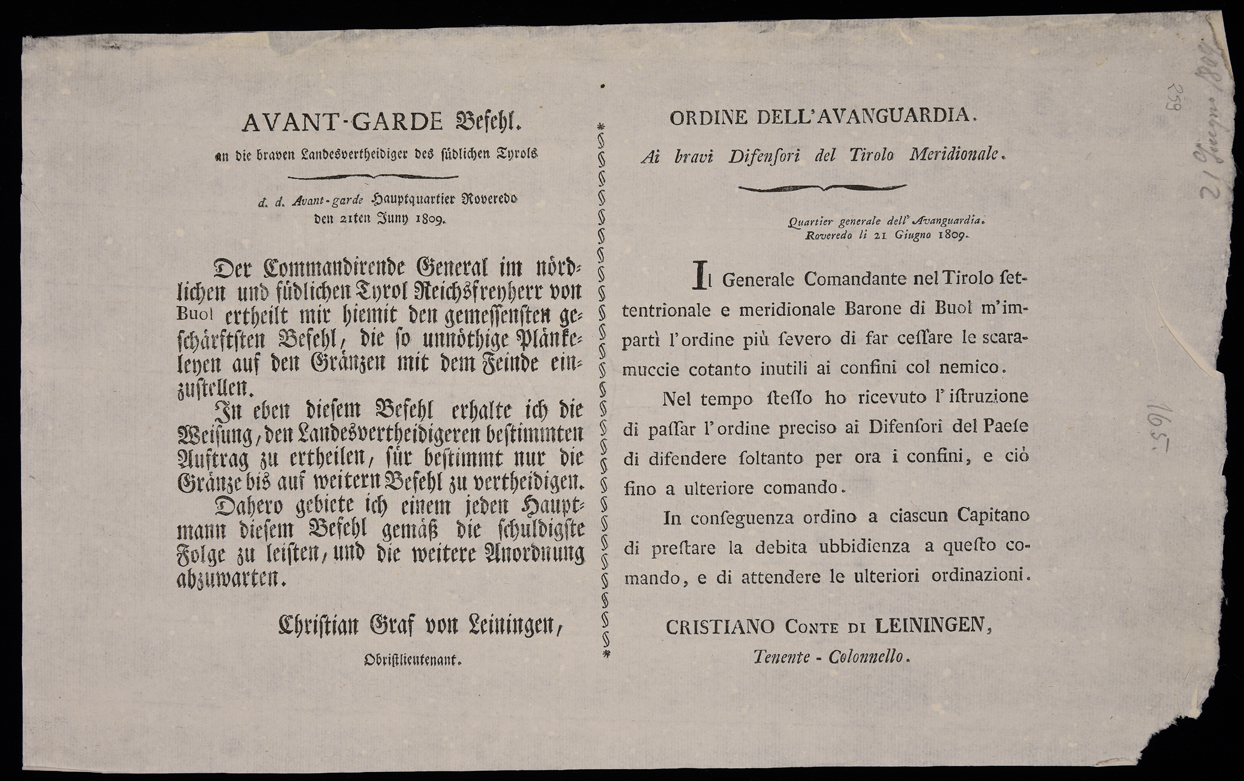 AVANT-GARDE Befehl.
an die braven Landesvertheidiger des südlichen Tyrols
d. d. Avant-garde Hauptquartier Roveredo
den 21ten Juny 1809.
Der Commandirende General im nörd-
lichen und südlichen Tyrol Reichsfreyherr von
Buol ertheilt mir hiemit den gemessensten ge-
schärftsten Befehl, die so unnöthige Plänke-
leyen auf den Gränzen mit dem Feinde ein-
zustellen.
In eben diesem Befehl erhalte ich die
Weisung, den Landesvertheidigeren bestimmten
Auftrag zu ertheilen, für bestimmt nur die
Gränze bis auf weitern Befehl zu vertheidigen.
Dahero gebiete ich einem jeden Haupt-
mann diesem Befehl gemäß die schuldigste
Folge zu leisten, und die weitere Anordnung
abzuwarten.
Christian Graf von Leiningen,
Obristlieutenant.
ORDINE DELL'AVANGUARDIA.
Ai bravi Difenſori del Tirolo Meridionale.
Quartier generale dell' Avanguardia.
Roveredo li 21 Giugno 1809.
Il Generale Comandante nel Tirolo ſet-
tentrionale e meridionale Barone di Buol m'im-
partì l'ordine più ſevero di far ceſſare le scara-
muccie cotanto inutili ai confini col nemico.
Nel tempo ſteſſo ho ricevuto l'iſtruzione
di paſſar l'ordine preciso ai Difenſori del Paeſe
di difendere ſoltanto per ora i confini, e ciò
fino a ulteriore comando.
In conſeguenza ordino a ciascun Capitano
di preſtare la debita ubbidienza a queſto co-
mando, e di attendere le ulteriori ordinazioni.
CRISTIANO CONTE DI LEININGEN,
Tenente - Colonnello.
259
165.